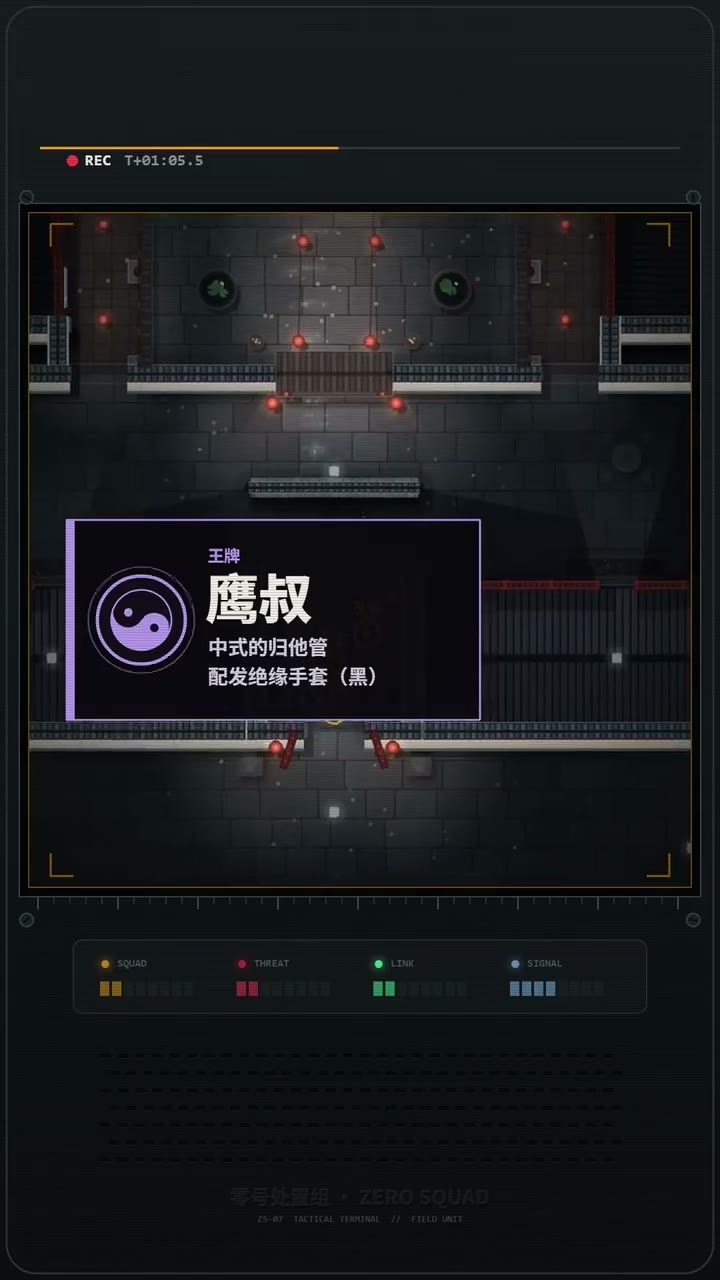 REC T+01:05.5
王牌
鹰叔
中式的归他管
配发绝缘手套（黑）
SQUAD THREAT LINK SIGNAL
零号处置组 · ZERO SQUAD
ZS-07 TACTICAL TERMINAL // FIELD UNIT